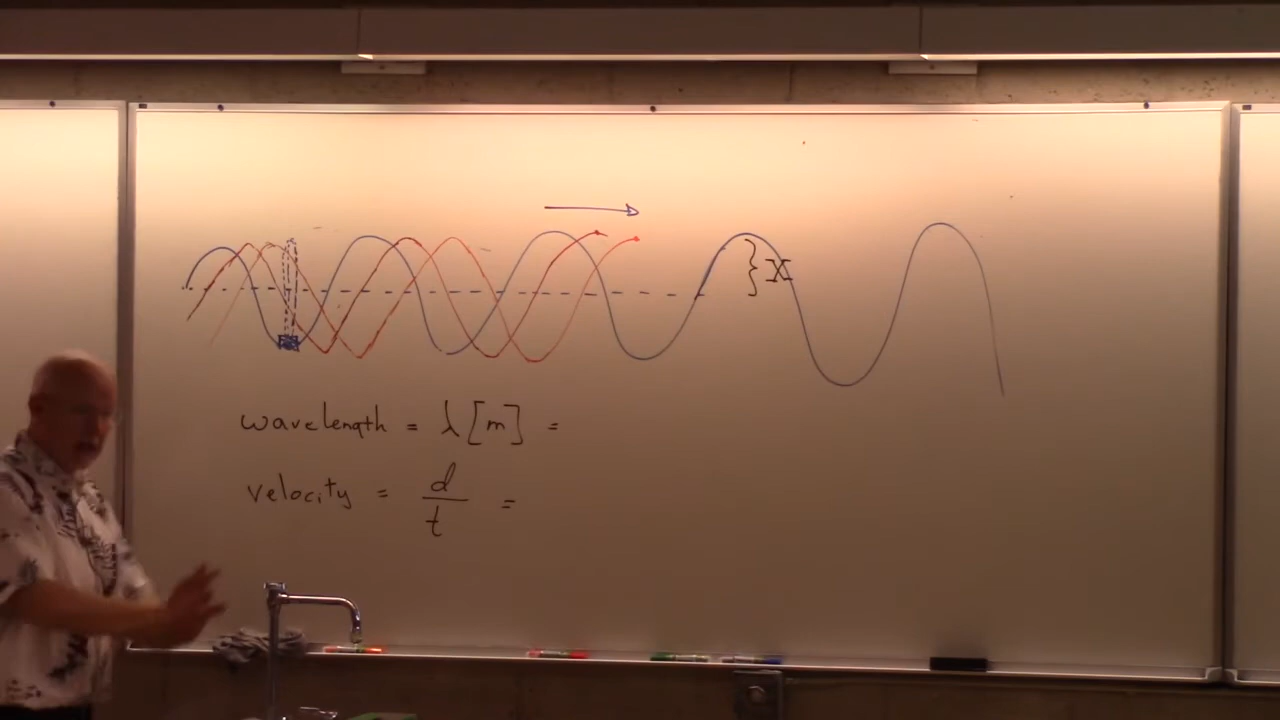 } X
wavelength = λ [m] =
velocity = d/t =